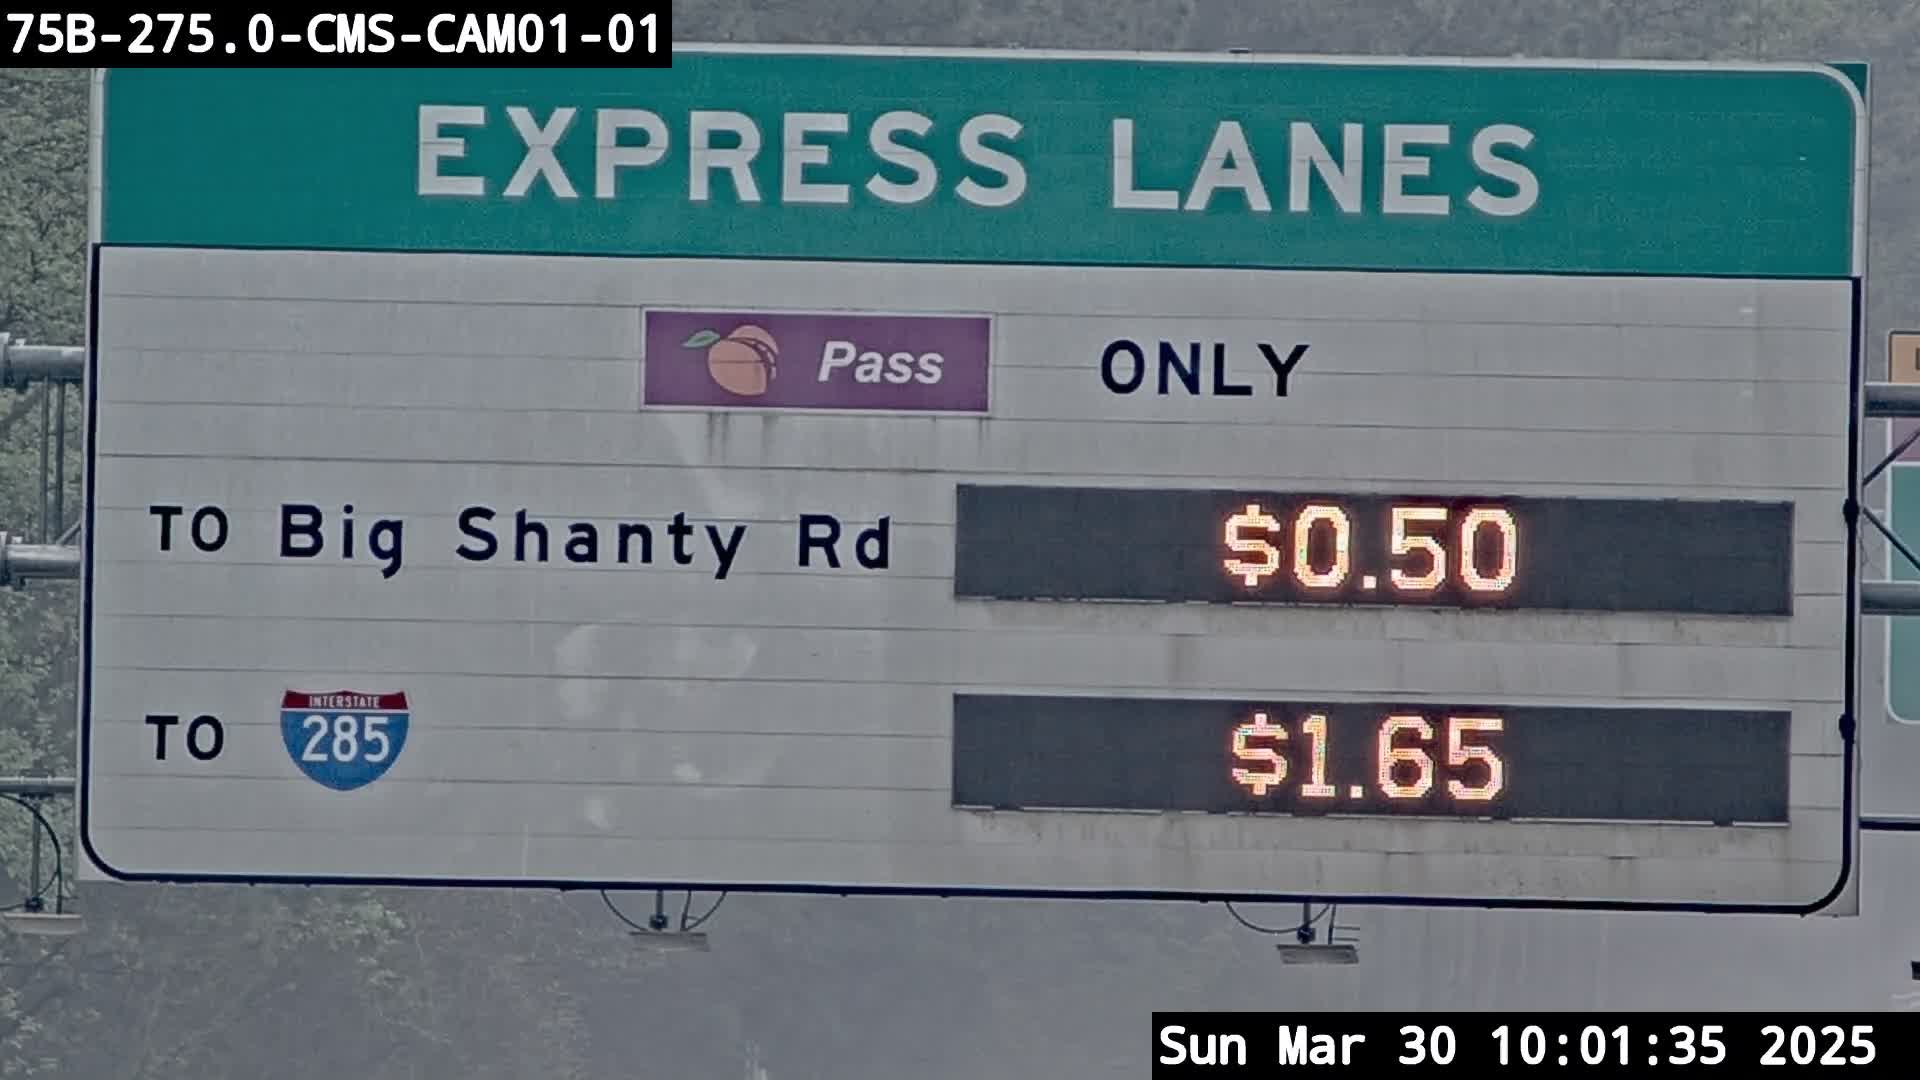 75B-275.0-CMS-CAM01-01
EXPRESS LANES
Pass ONLY
TO Big Shanty Rd $0.50
TO INTERSTATE 285 $1.65
Sun Mar 30 10:01:35 2025